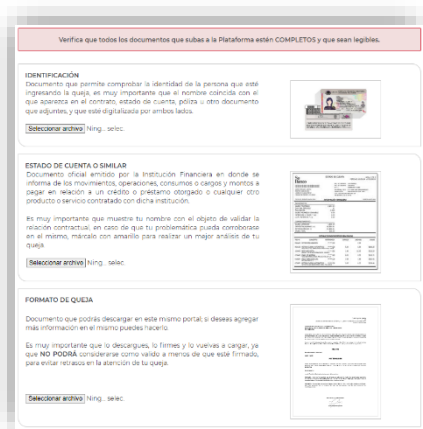 Verifica que todos los documentos que subas a la Plataforma estén COMPLETOS y que sean legibles.
IDENTIFICACIÓN
Documento que permite comprobar la identidad de la persona que esté
ingresando la queja, es muy importante que el nombre coincida con el
que aparezca en el contrato, estado de cuenta, póliza u otro documento
que adjuntes, y que esté digitalizada por ambos lados.
Seleccionar archivo Ning... selec.
ESTADO DE CUENTA O SIMILAR
Documento oficial emitido por la Institución Financiera en donde se
informa de los movimientos, operaciones, consumos o cargos y montos a
pagar en relación a un crédito o préstamo otorgado o cualquier otro
producto o servicio contratado con dicha institución.
Es muy importante que muestre tu nombre con el objeto de validar la
relación contractual, en caso de que tu problemática pueda corroborarse
en el mismo, márcalo con amarillo para realizar un mejor análisis de tu
queja.
Seleccionar archivo Ning... selec.
FORMATO DE QUEJA
Documento que podrás descargar en este mismo portal; si deseas agregar
más información en el mismo puedes hacerlo.
Es muy importante que lo descargues, lo firmes y lo vuelvas a cargar, ya
que NO PODRÁ considerarse como válido a menos de que esté firmado,
para evitar retrasos en la atención de tu queja.
Seleccionar archivo Ning... selec.